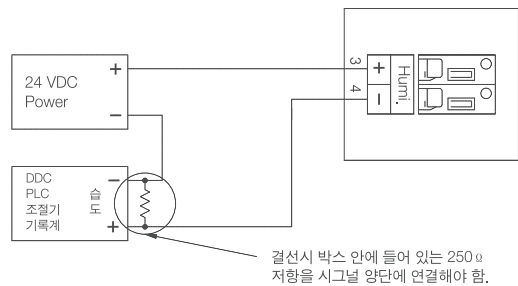 24 VDC
Power
+
−
3
4
+
−
Humi.
DDC
PLC
조절기
기록계
습
도
−
+
결선시 박스 안에 들어 있는 250Ω
저항을 시그널 양단에 연결해야 함.